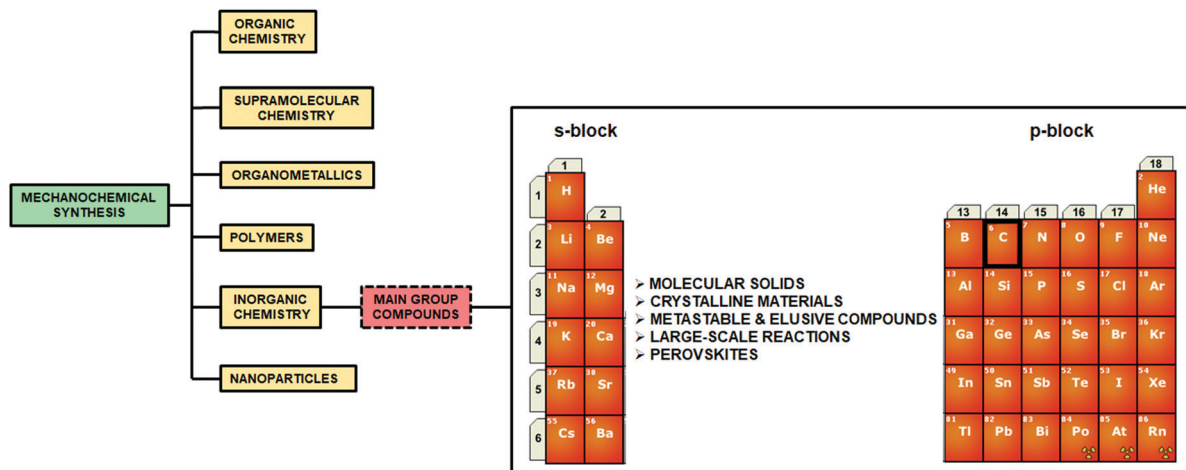 ORGANIC
CHEMISTRY
SUPRAMOLECULAR
CHEMISTRY
ORGANOMETALLICS
MECHANOCHEMICAL
SYNTHESIS
POLYMERS
INORGANIC
CHEMISTRY
NANOPARTICLES
MAIN GROUP
COMPOUNDS
s-block
1
1 H
2
2 3 Li 4 Be
3 11 Na 12 Mg
4 19 K 20 Ca
5 37 Rb 38 Sr
6 55 Cs 56 Ba
➢ MOLECULAR SOLIDS
➢ CRYSTALLINE MATERIALS
➢ METASTABLE & ELUSIVE COMPOUNDS
➢ LARGE-SCALE REACTIONS
➢ PEROVSKITES
p-block
18
2 He
13 14 15 16 17
5 B 6 C 7 N 8 O 9 F 10 Ne
13 Al 14 Si 15 P 16 S 17 Cl 18 Ar
31 Ga 32 Ge 33 As 34 Se 35 Br 36 Kr
49 In 50 Sn 51 Sb 52 Te 53 I 54 Xe
81 Tl 82 Pb 83 Bi 84 Po 85 At 86 Rn